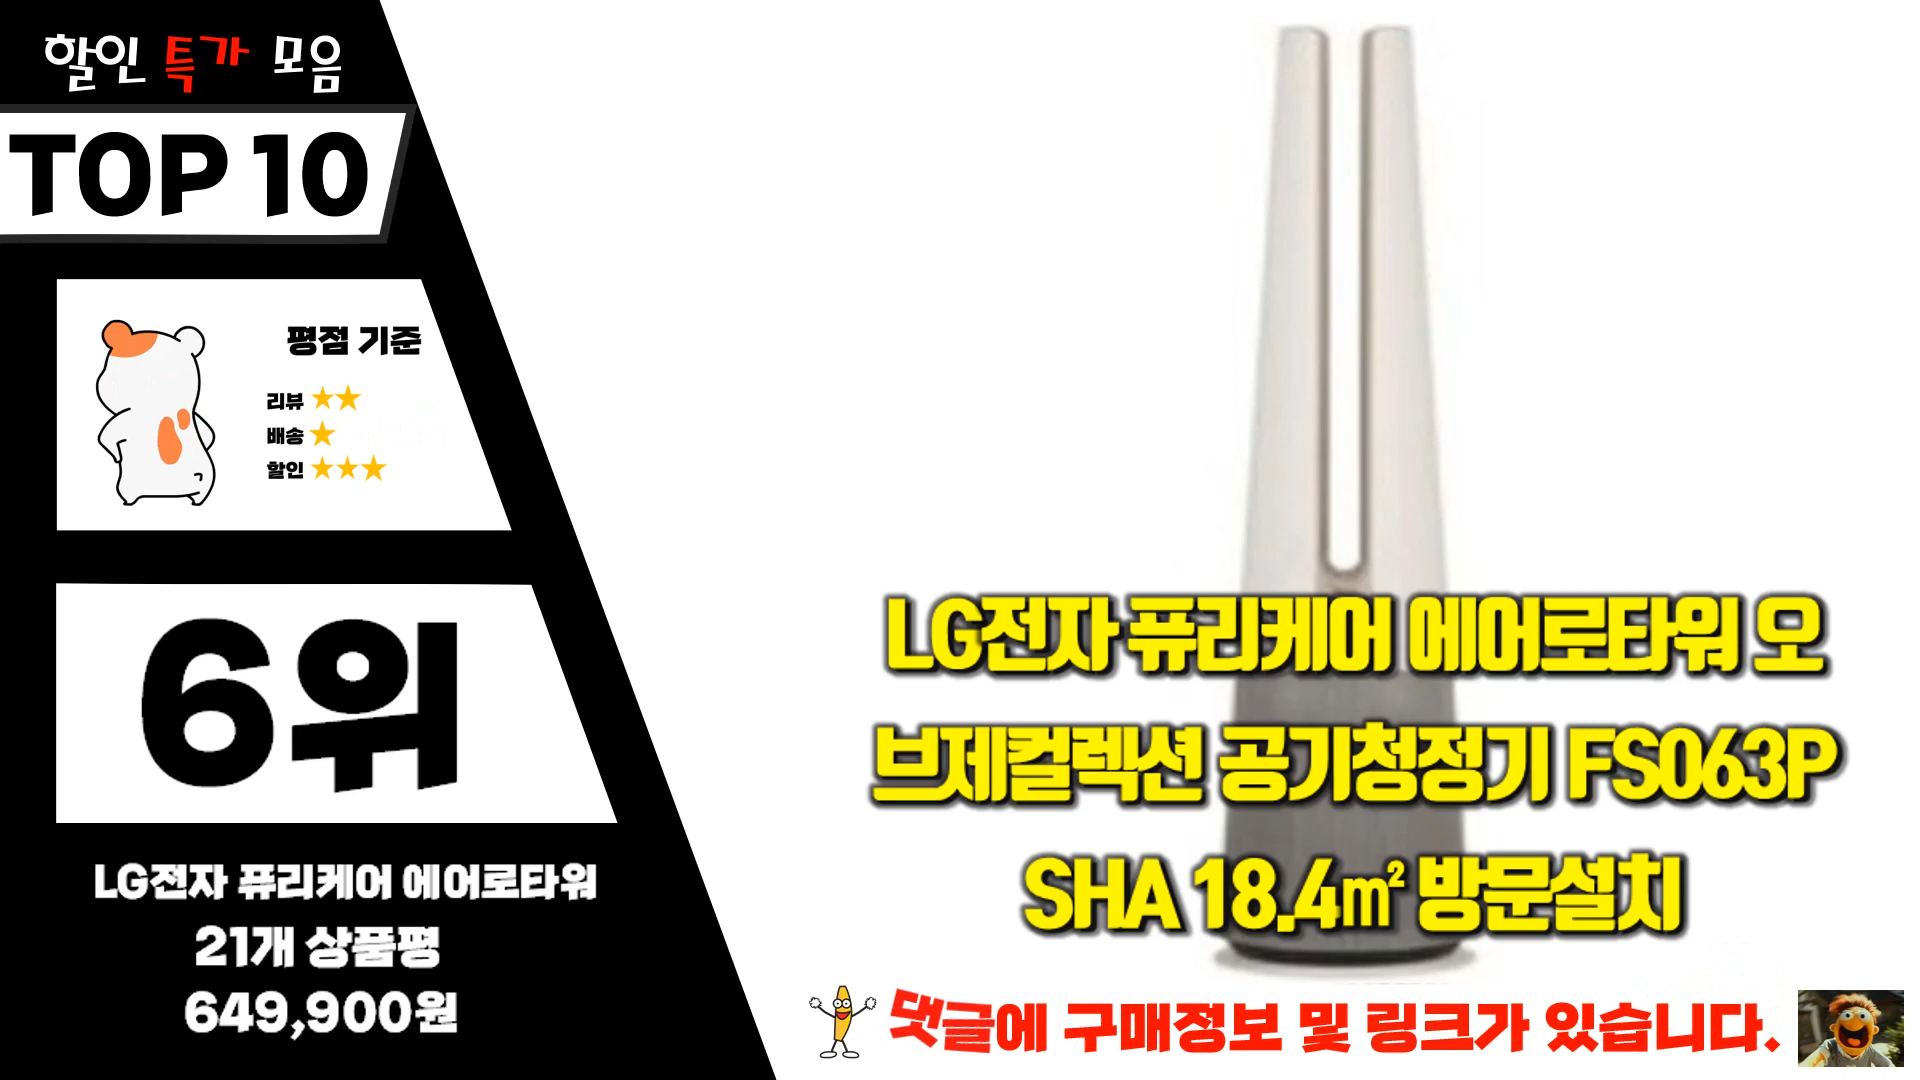 할인 특가 모음
TOP 10
평점 기준
리뷰 ★★
배송 ★
할인 ★★★
6위
LG전자 퓨리케어 에어로타워
21개 상품평
649,900원
LG전자 퓨리케어 에어로타워 오
브제컬렉션 공기청정기 FS063P
SHA 18.4㎡ 방문설치
댓글에 구매정보 및 링크가 있습니다.